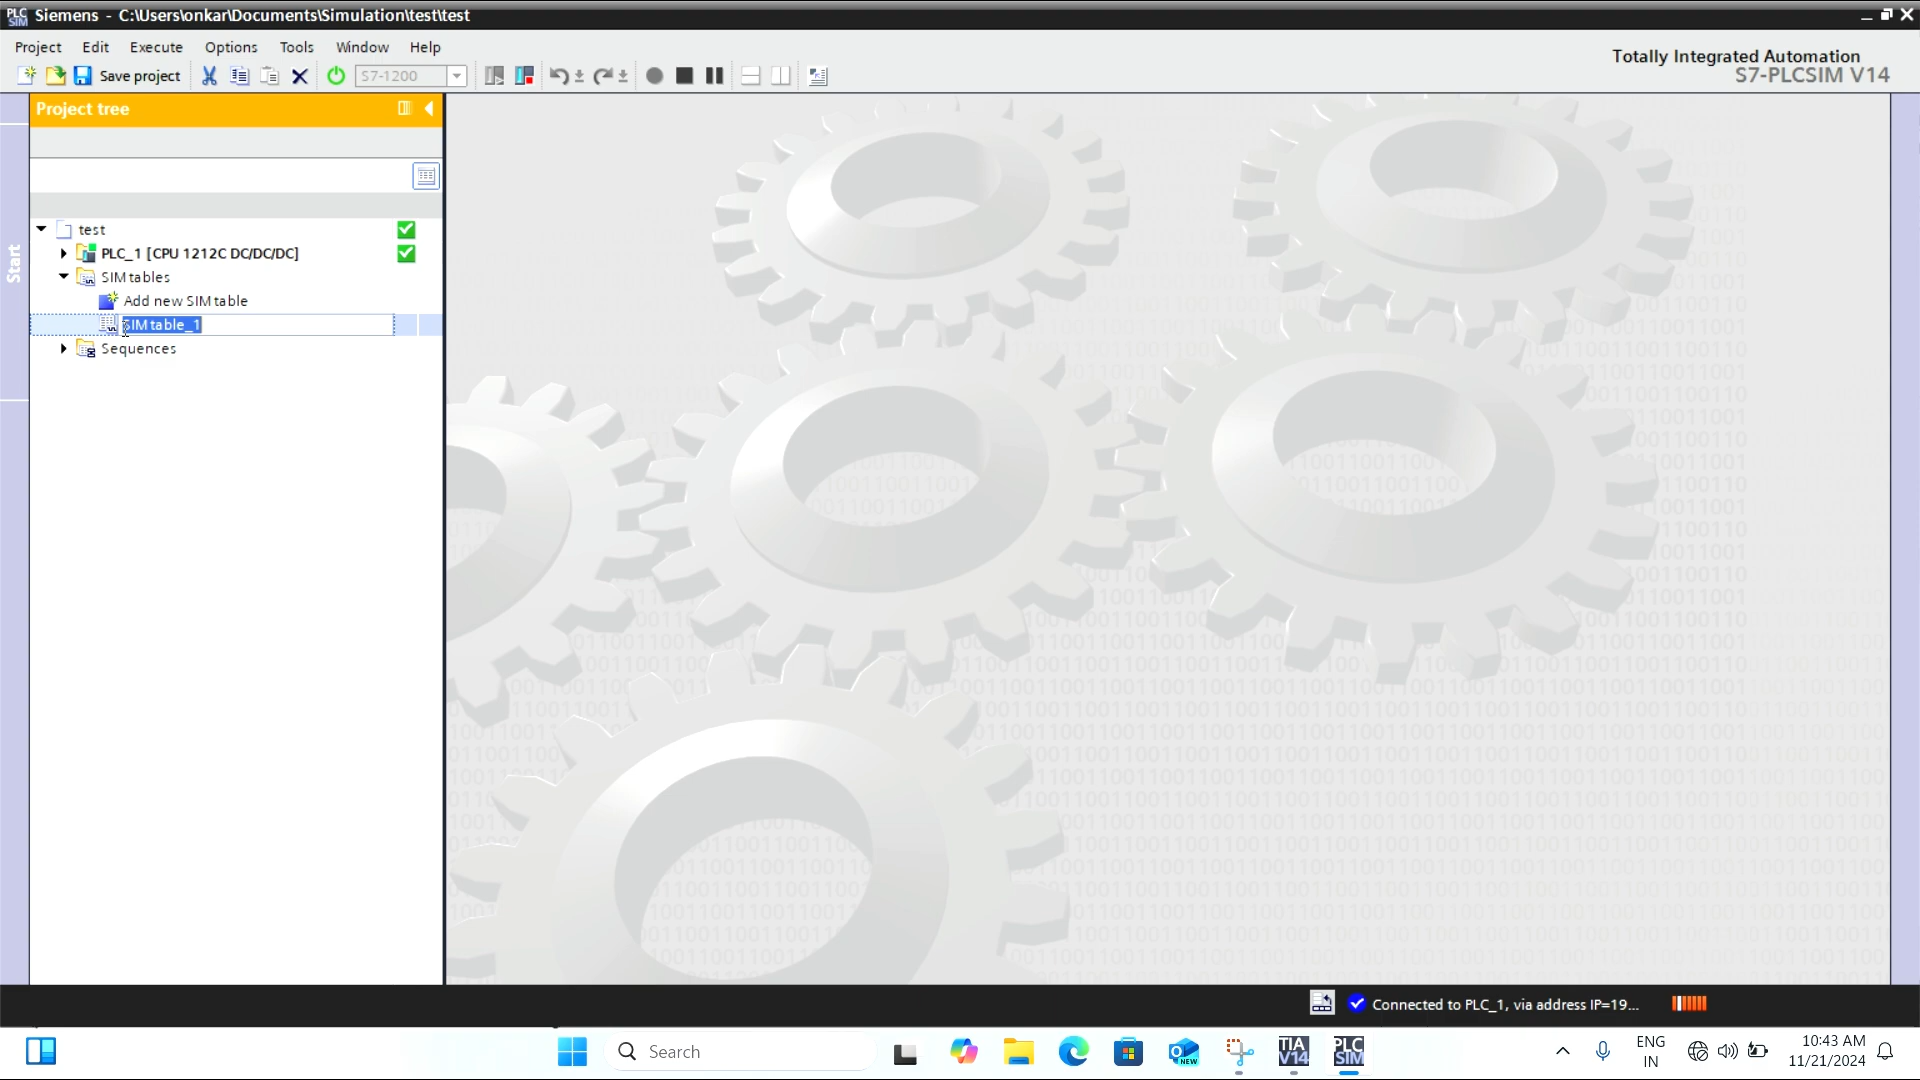 PLC SIM Siemens - C:\Users\onkar\Documents\Simulation\test\test
Project Edit Execute Options Tools Window Help
Totally Integrated Automation
S7-PLCSIM V14
Save project S7-1200
Project tree
Start
test
PLC_1 [CPU 1212C DC/DC/DC]
SIM tables
Add new SIM table
SIM table_1
Sequences
Connected to PLC_1, via address IP=19...
Search
NEW
TIA V14
PLC SIM
ENG
IN
10:43 AM
11/21/2024